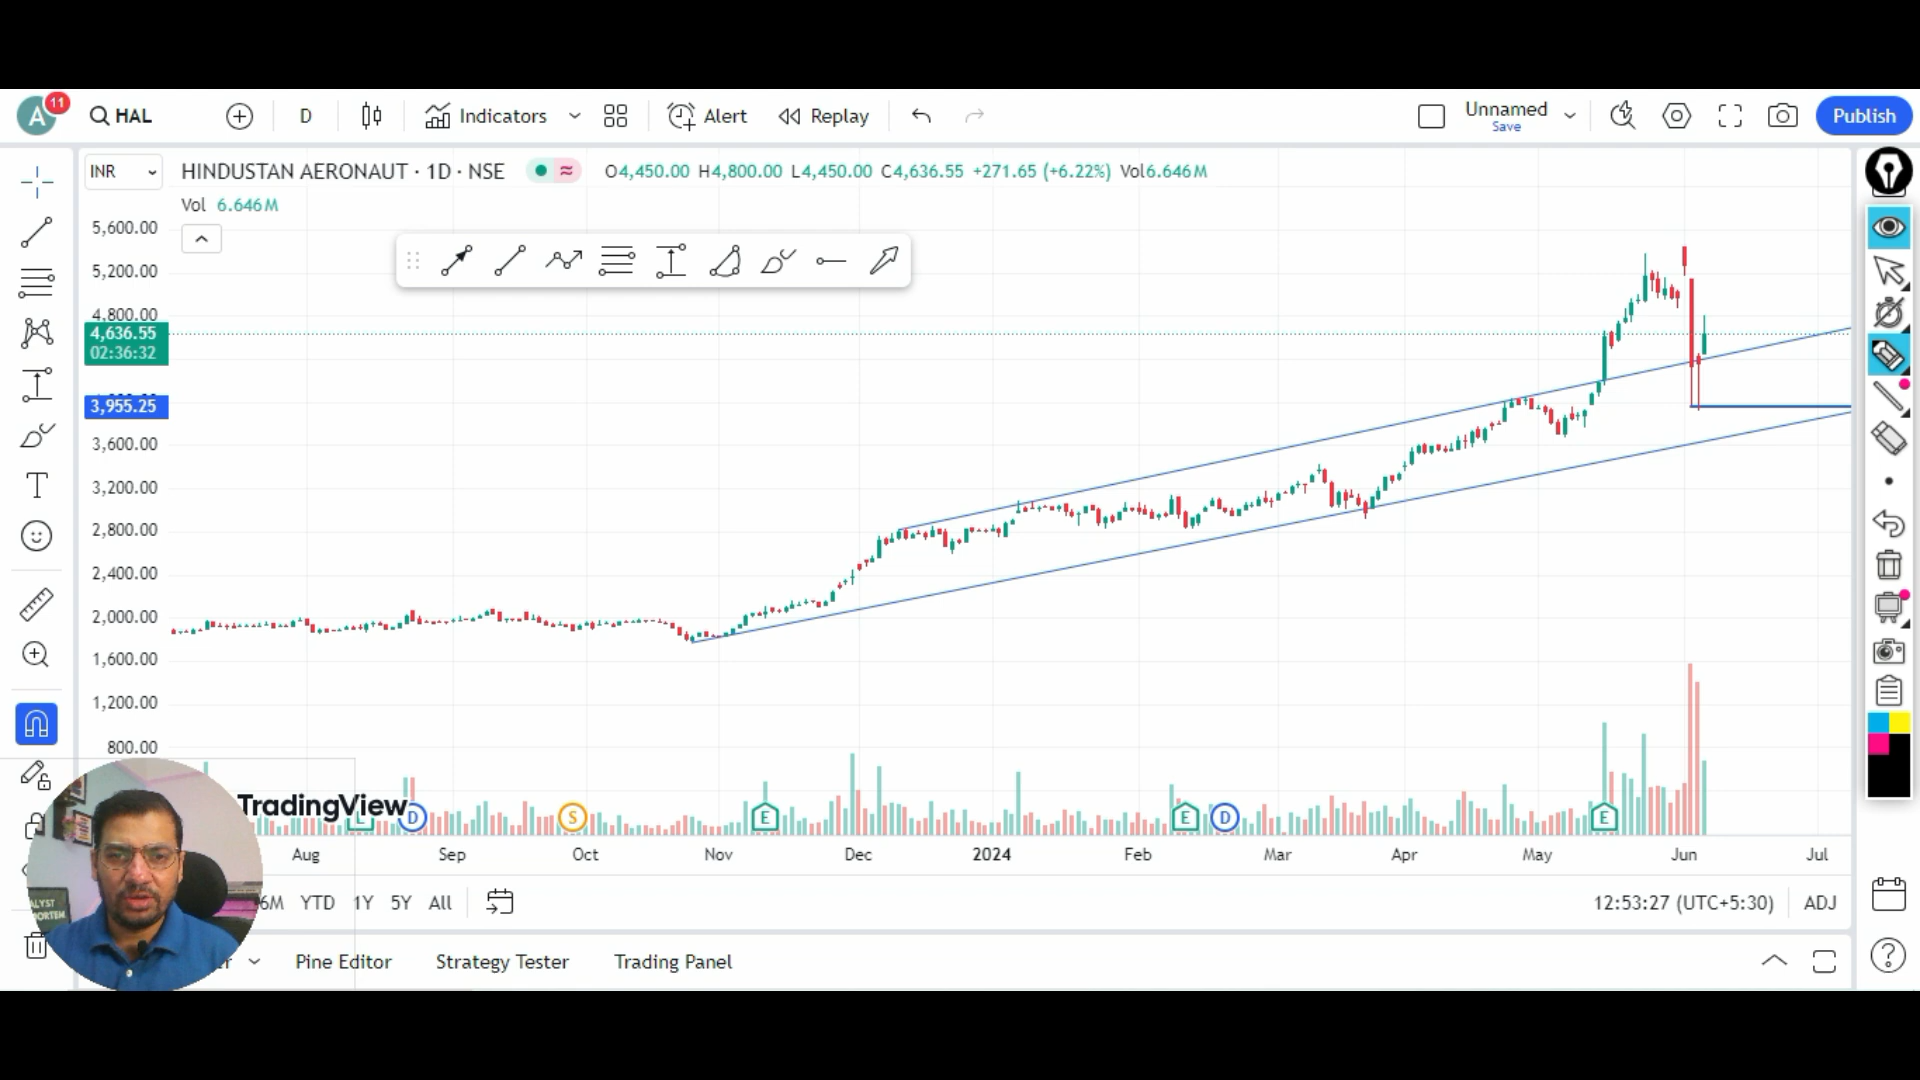 A 11 HAL D Indicators Alert Replay Unnamed Save Publish
INR HINDUSTAN AERONAUT · 1D · NSE O4,450.00 H4,800.00 L4,450.00 C4,636.55 +271.65 (+6.22%) Vol6.646M
Vol 6.646M
5,600.00
5,200.00
4,800.00
4,636.55
02:36:32
3,955.25
3,600.00
3,200.00
2,800.00
2,400.00
2,000.00
1,600.00
1,200.00
800.00
TradingView
D S E E D E
Aug Sep Oct Nov Dec 2024 Feb Mar Apr May Jun Jul
6M YTD 1Y 5Y All 12:53:27 (UTC+5:30) ADJ
Pine Editor Strategy Tester Trading Panel